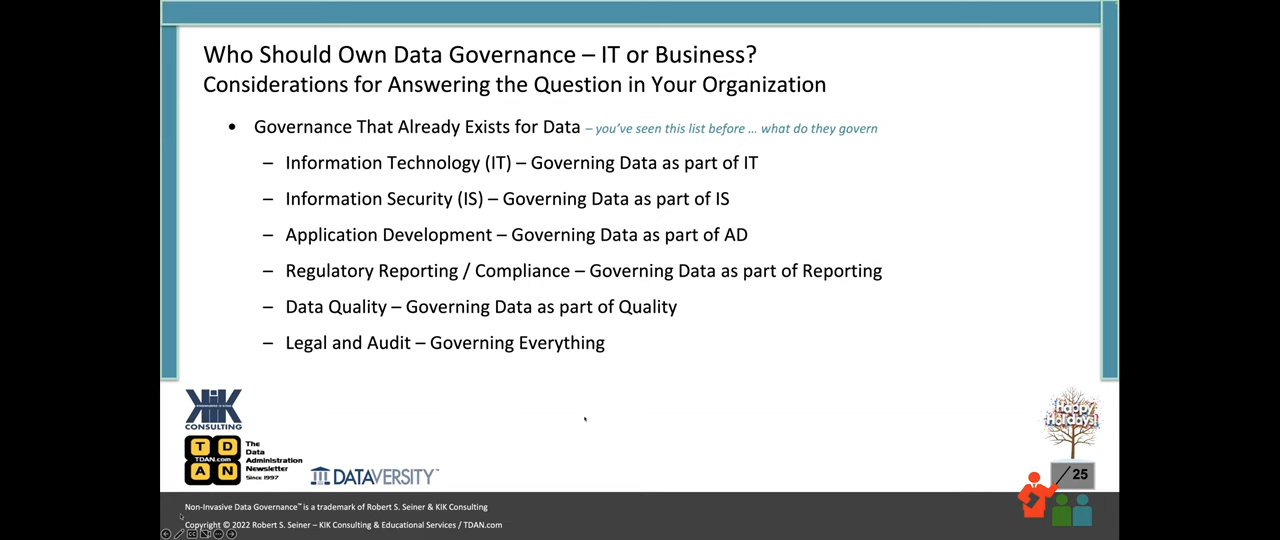 Who Should Own Data Governance – IT or Business?
Considerations for Answering the Question in Your Organization
• Governance That Already Exists for Data – you've seen this list before ... what do they govern
– Information Technology (IT) – Governing Data as part of IT
– Information Security (IS) – Governing Data as part of IS
– Application Development – Governing Data as part of AD
– Regulatory Reporting / Compliance – Governing Data as part of Reporting
– Data Quality – Governing Data as part of Quality
– Legal and Audit – Governing Everything
KIK
CONSULTING
Happy
Holidays!
T D
TDAN.com
A N
The
Data
Administration
Newsletter
Since 1997
DATAVERSITY™
25
Non-Invasive Data Governance™ is a trademark of Robert S. Seiner & KIK Consulting
Copyright © 2022 Robert S. Seiner – KIK Consulting & Educational Services / TDAN.com
CC